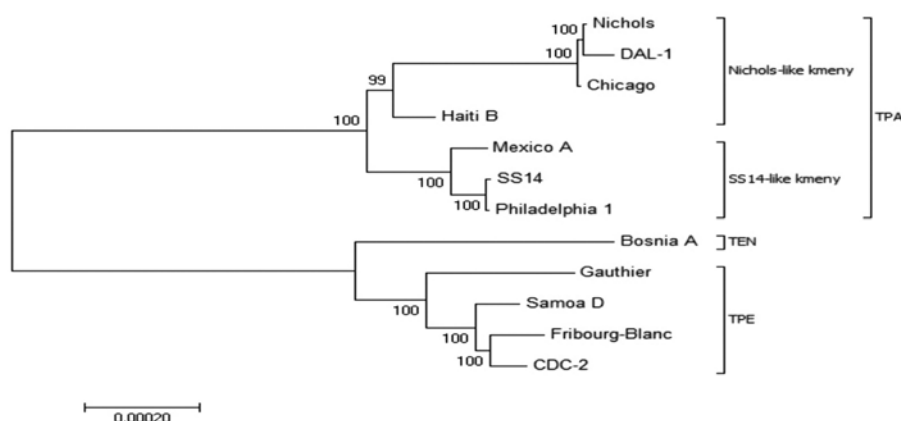 100 Nichols
100 DAL-1
Chicago
Nichols-like kmeny
99
Haiti B
100
TPA
Mexico A
100
SS14
SS14-like kmeny
100 Philadelphia 1
Bosnia A
TEN
Gauthier
100
Samoa D
TPE
100
Fribourg-Blanc
100
CDC-2
0.00020